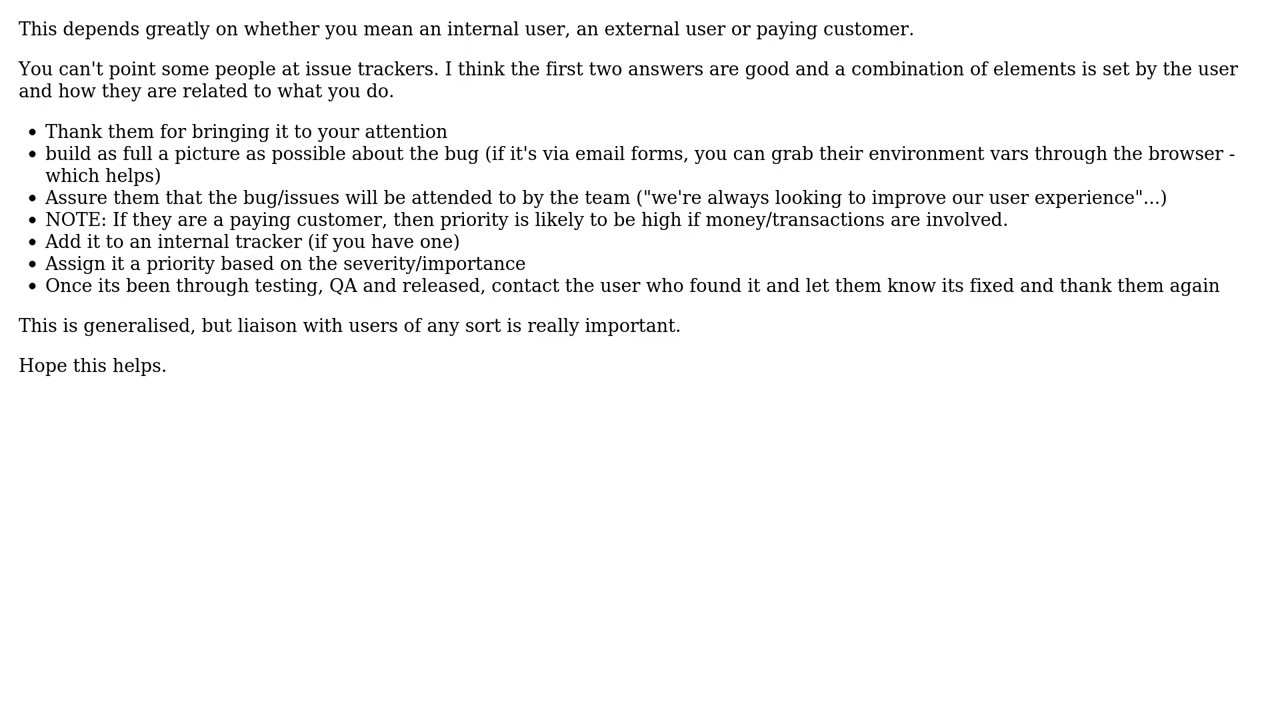 This depends greatly on whether you mean an internal user, an external user or paying customer.
You can't point some people at issue trackers. I think the first two answers are good and a combination of elements is set by the user
and how they are related to what you do.
• Thank them for bringing it to your attention
• build as full a picture as possible about the bug (if it's via email forms, you can grab their environment vars through the browser -
which helps)
• Assure them that the bug/issues will be attended to by the team ("we're always looking to improve our user experience"...)
• NOTE: If they are a paying customer, then priority is likely to be high if money/transactions are involved.
• Add it to an internal tracker (if you have one)
• Assign it a priority based on the severity/importance
• Once its been through testing, QA and released, contact the user who found it and let them know its fixed and thank them again
This is generalised, but liaison with users of any sort is really important.
Hope this helps.